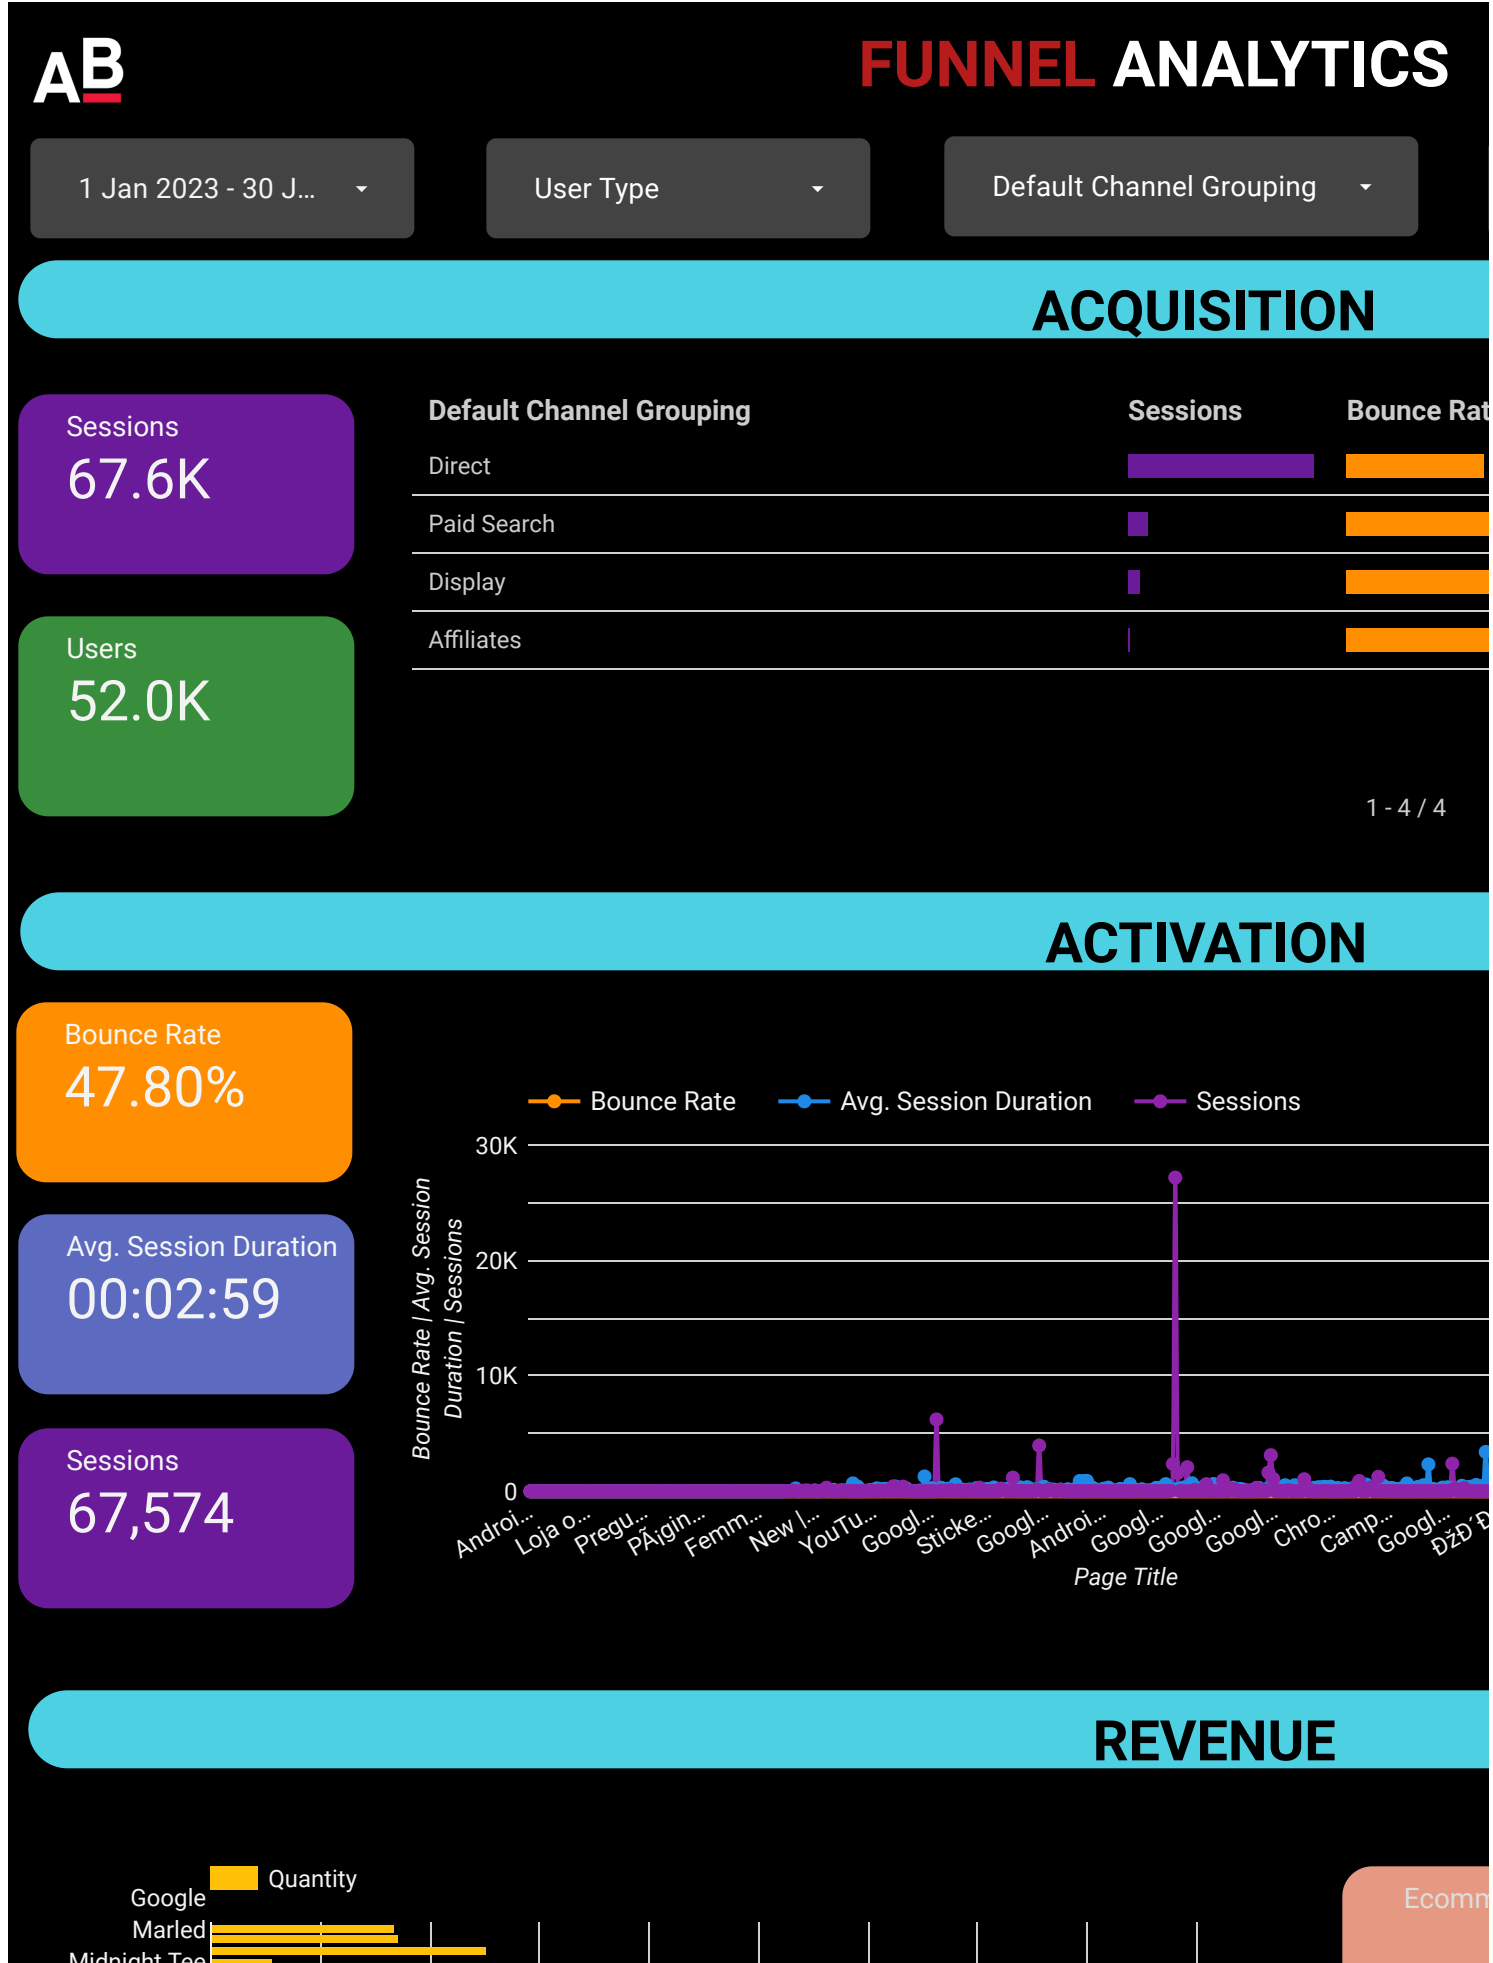 AB
FUNNEL ANALYTICS
1 Jan 2023 - 30 J...
User Type
Default Channel Grouping
ACQUISITION
Sessions
67.6K
Users
52.0K
Default Channel Grouping Sessions Bounce Rat
Direct
Paid Search
Display
Affiliates
1 - 4 / 4
ACTIVATION
Bounce Rate
47.80%
Avg. Session Duration
00:02:59
Sessions
67,574
Bounce Rate Avg. Session Duration Sessions
Bounce Rate | Avg. Session
Duration | Sessions
30K
20K
10K
0
Androi... Loja o... Pregu... PÃ¡gin... Femm... New |... YouTu... Googl... Sticke... Googl... Androi... Googl... Googl... Googl... Chro... Camp... Googl...
Page Title
REVENUE
Quantity
Google
Marled
Midnight Tee
Ecomm